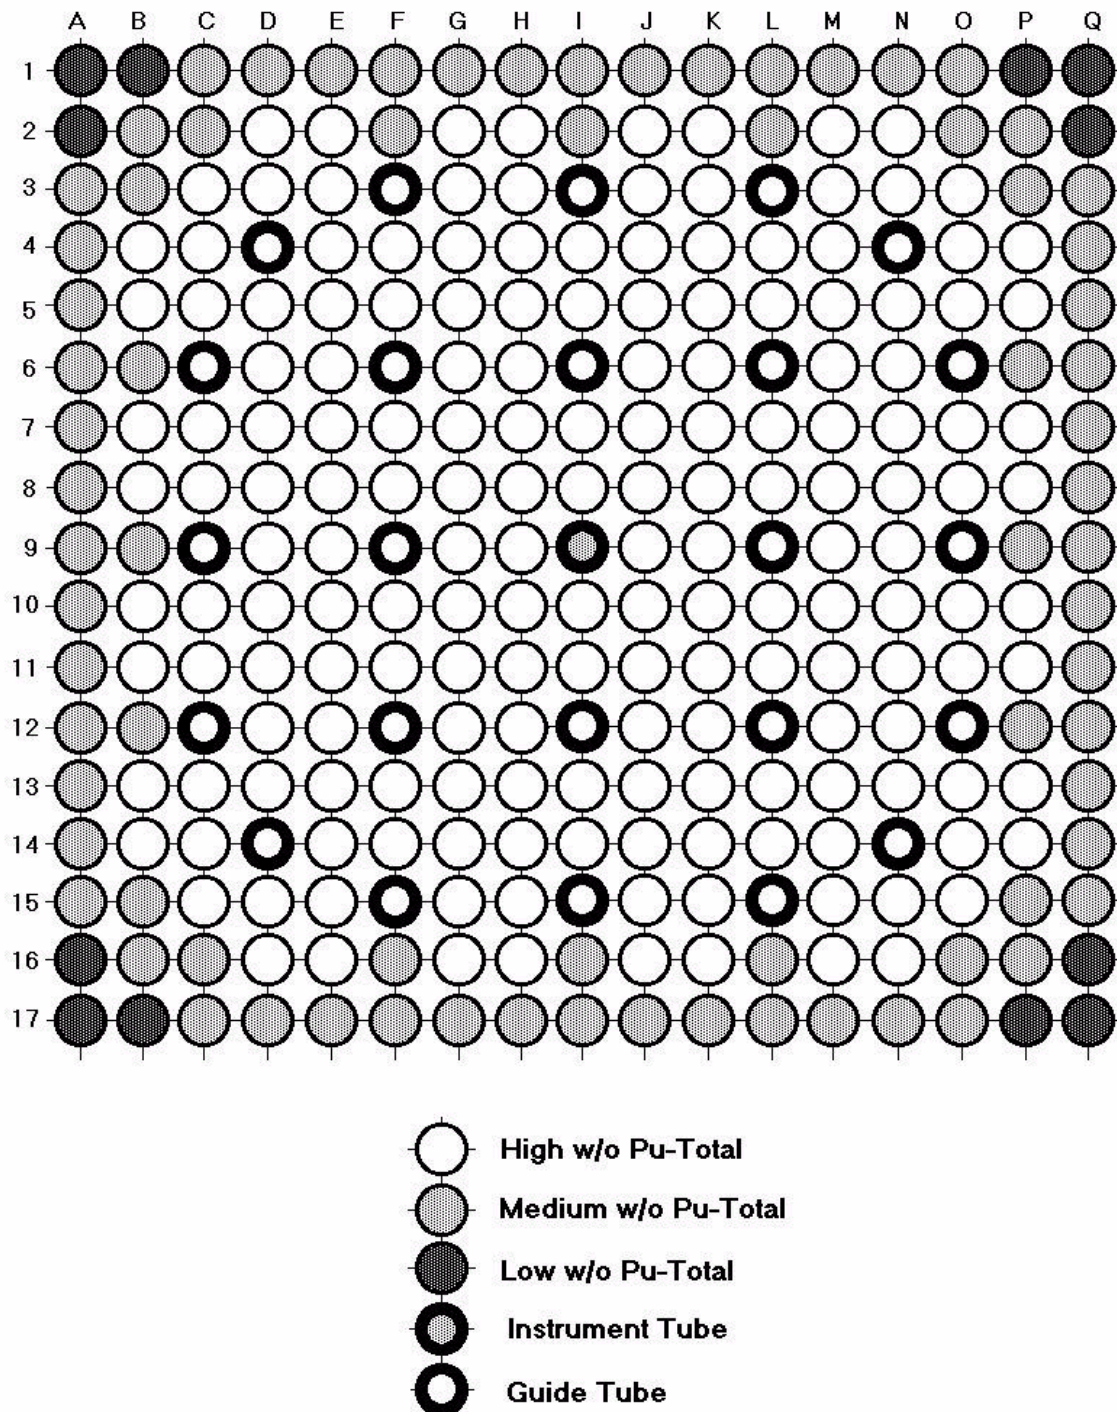 A B C D E F G H I J K L M N O P Q
1
2
3
4
5
6
7
8
9
10
11
12
13
14
15
16
17
High w/o Pu-Total
Medium w/o Pu-Total
Low w/o Pu-Total
Instrument Tube
Guide Tube